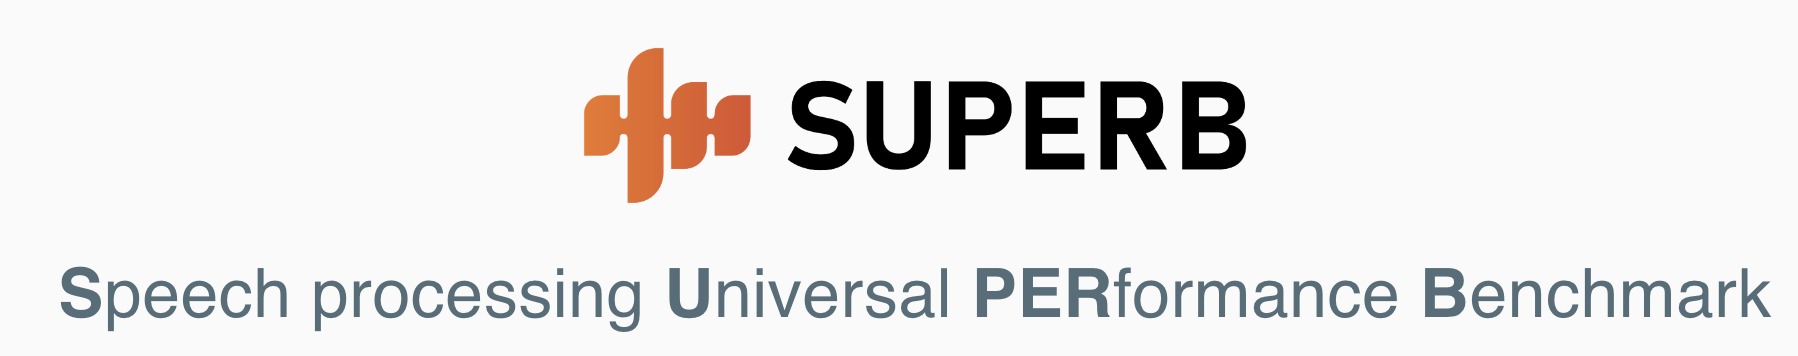 SUPERB
Speech processing Universal PERformance Benchmark